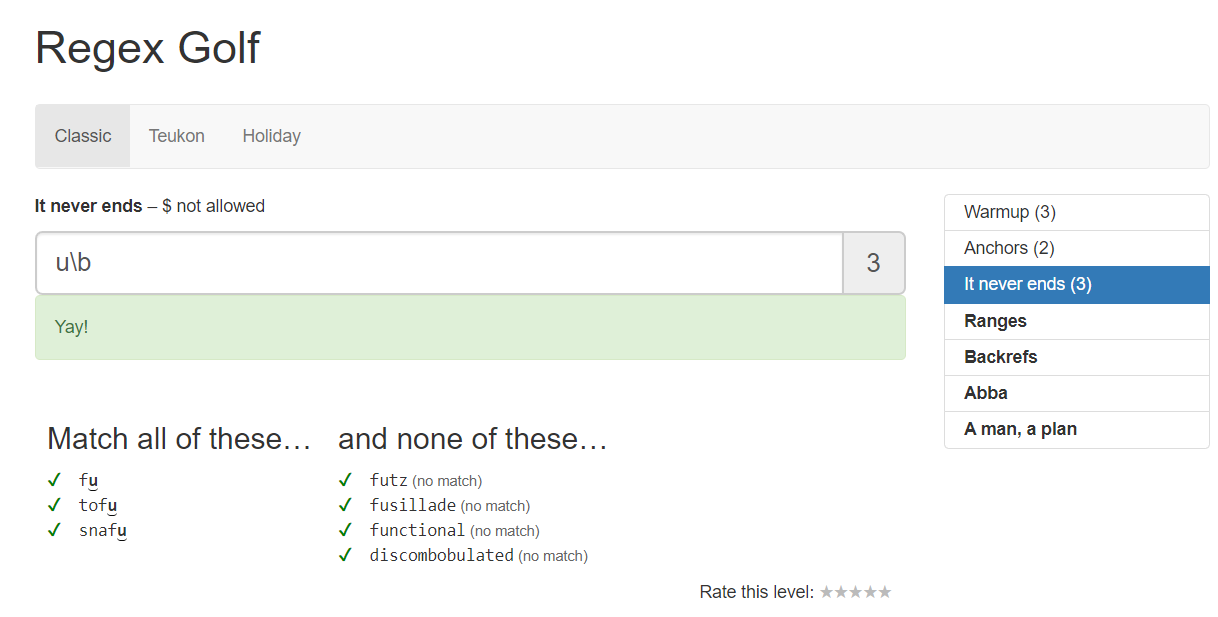 Regex Golf
Classic Teukon Holiday
It never ends – $ not allowed
u\b 3
Yay!
Match all of these…
fu
tofu
snafu
and none of these…
futz (no match)
fusillade (no match)
functional (no match)
discombobulated (no match)
Rate this level: ★★★★★
Warmup (3)
Anchors (2)
It never ends (3)
Ranges
Backrefs
Abba
A man, a plan